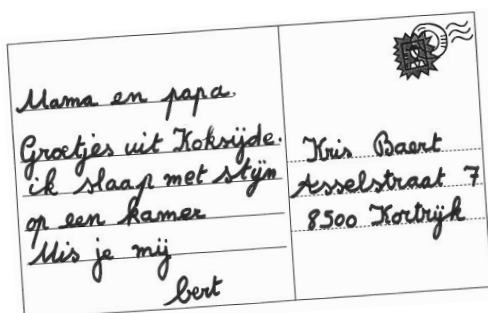 Mama en papa.
Groetjes uit Koksijde.
ik slaap met stijn
op een kamer
Mis je mij
bert
Kris Baert
Asselstraat 7
8500 Kortrijk